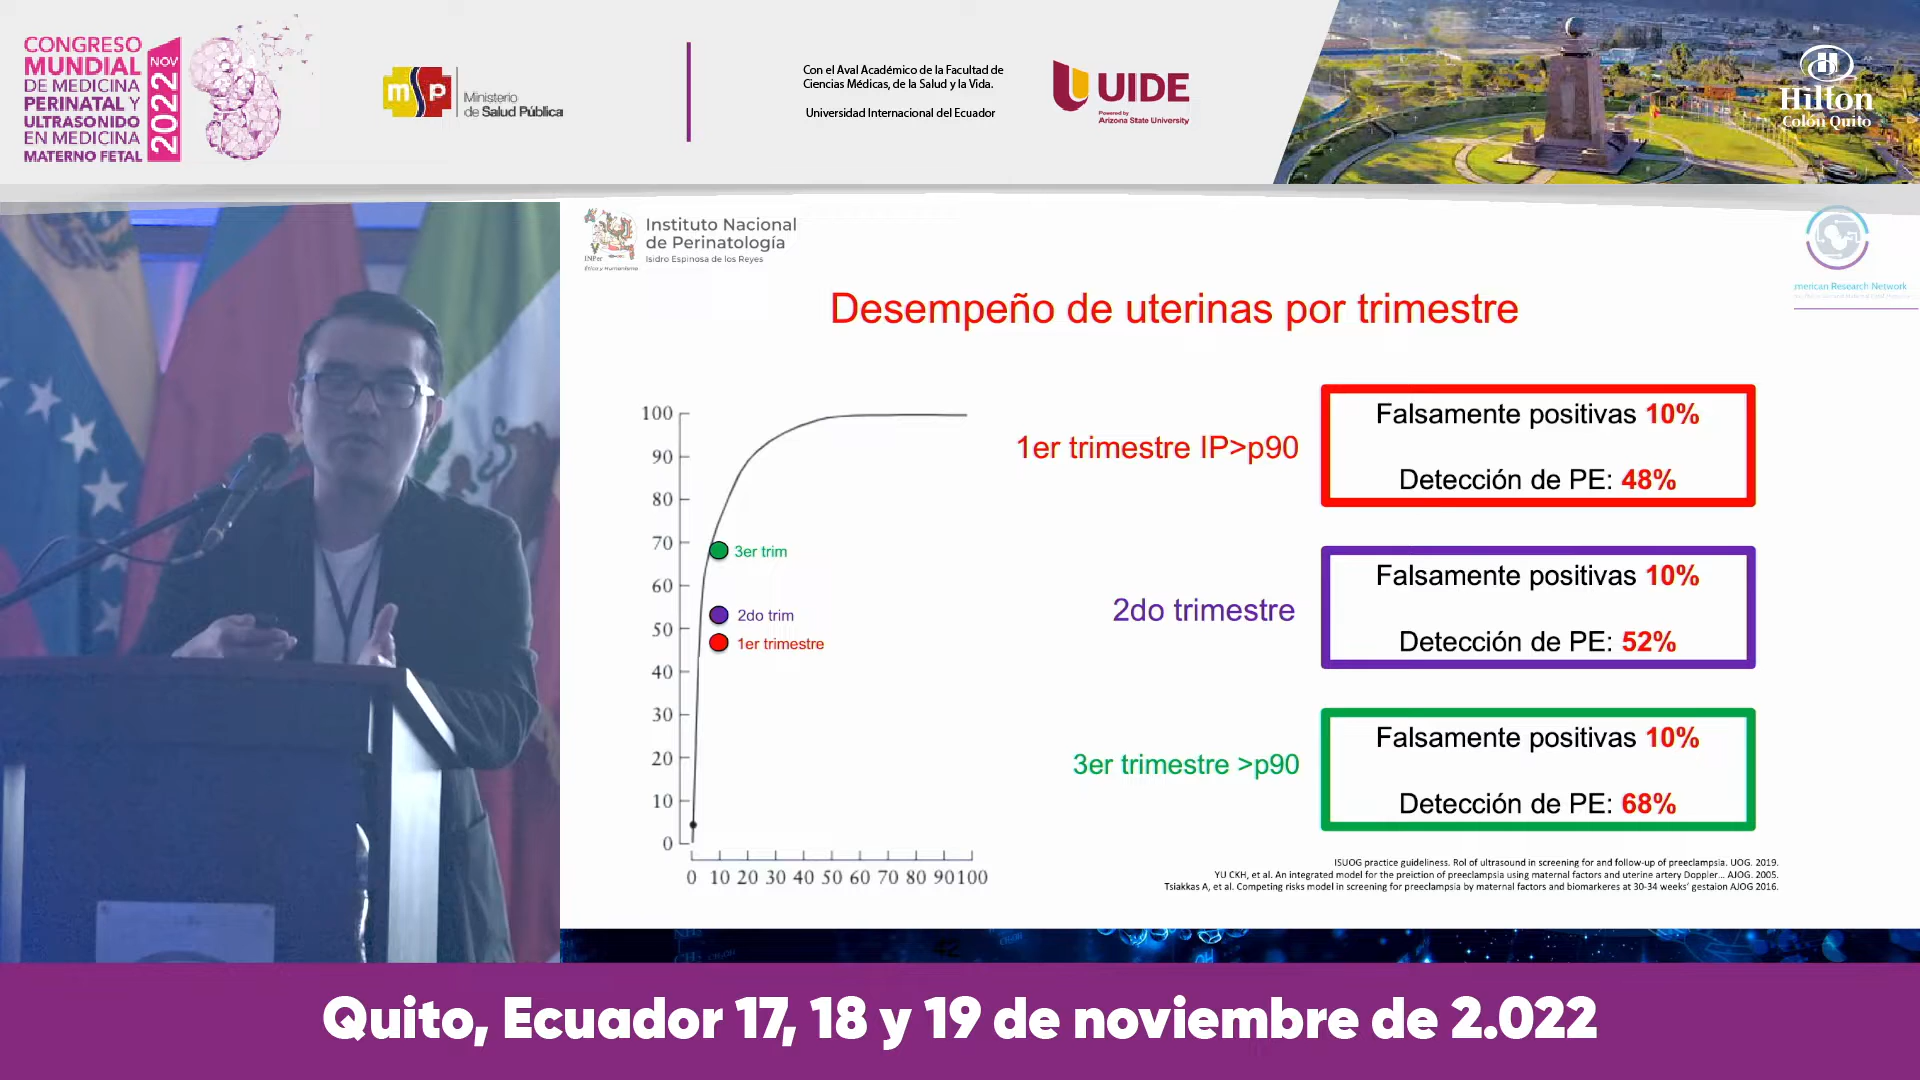 CONGRESO
MUNDIAL
DE MEDICINA
PERINATAL Y
ULTRASONIDO
EN MEDICINA
MATERNO FETAL
NOV
2022
msp
Ministerio
de Salud Pública
Con el Aval Académico de la Facultad de
Ciencias Médicas, de la Salud y la Vida.
Universidad Internacional del Ecuador
UIDE
Powered by
Arizona State University
Hilton
Colón Quito
Instituto Nacional
de Perinatología
Isidro Espinosa de los Reyes
INPer
Ética y Humanismo
merican Research Network
Desempeño de uterinas por trimestre
100
90
80
70
60
50
40
30
20
10
0
0 10 20 30 40 50 60 70 80 90 100
3er trim
2do trim
1er trimestre
1er trimestre IP>p90
Falsamente positivas 10%
Detección de PE: 48%
2do trimestre
Falsamente positivas 10%
Detección de PE: 52%
3er trimestre >p90
Falsamente positivas 10%
Detección de PE: 68%
ISUOG practice guideliness. Rol of ultrasound in screening for and follow-up of preeclampsia. UOG. 2019.
YU CKH, et al. An integrated model for the preiction of preeclampsia using maternal factors and uterine artery Doppler... AJOG. 2005.
Tsiakkas A, et al. Competing risks model in screening for preeclampsia by maternal factors and biomarkeres at 30-34 weeks' gestaion AJOG 2016.
Quito, Ecuador 17, 18 y 19 de noviembre de 2.022